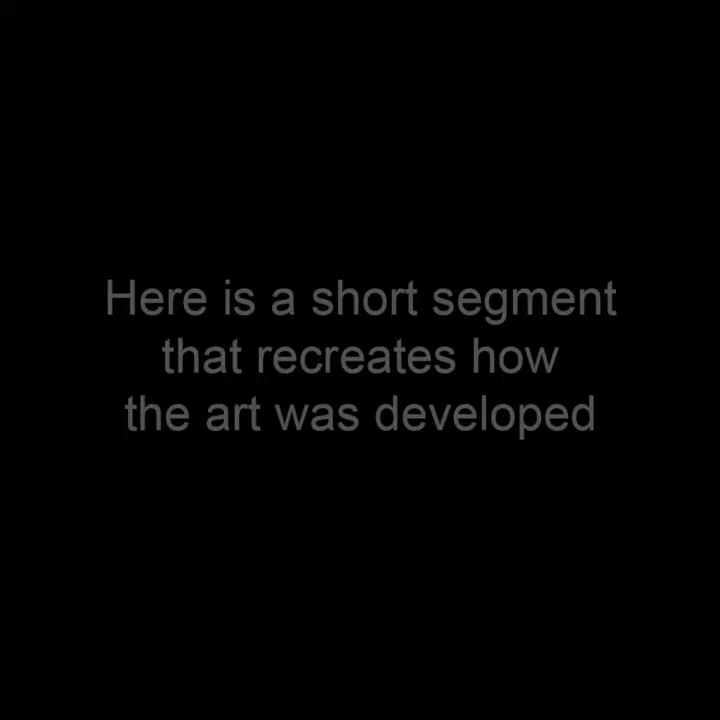 Here is a short segment
that recreates how
the art was developed